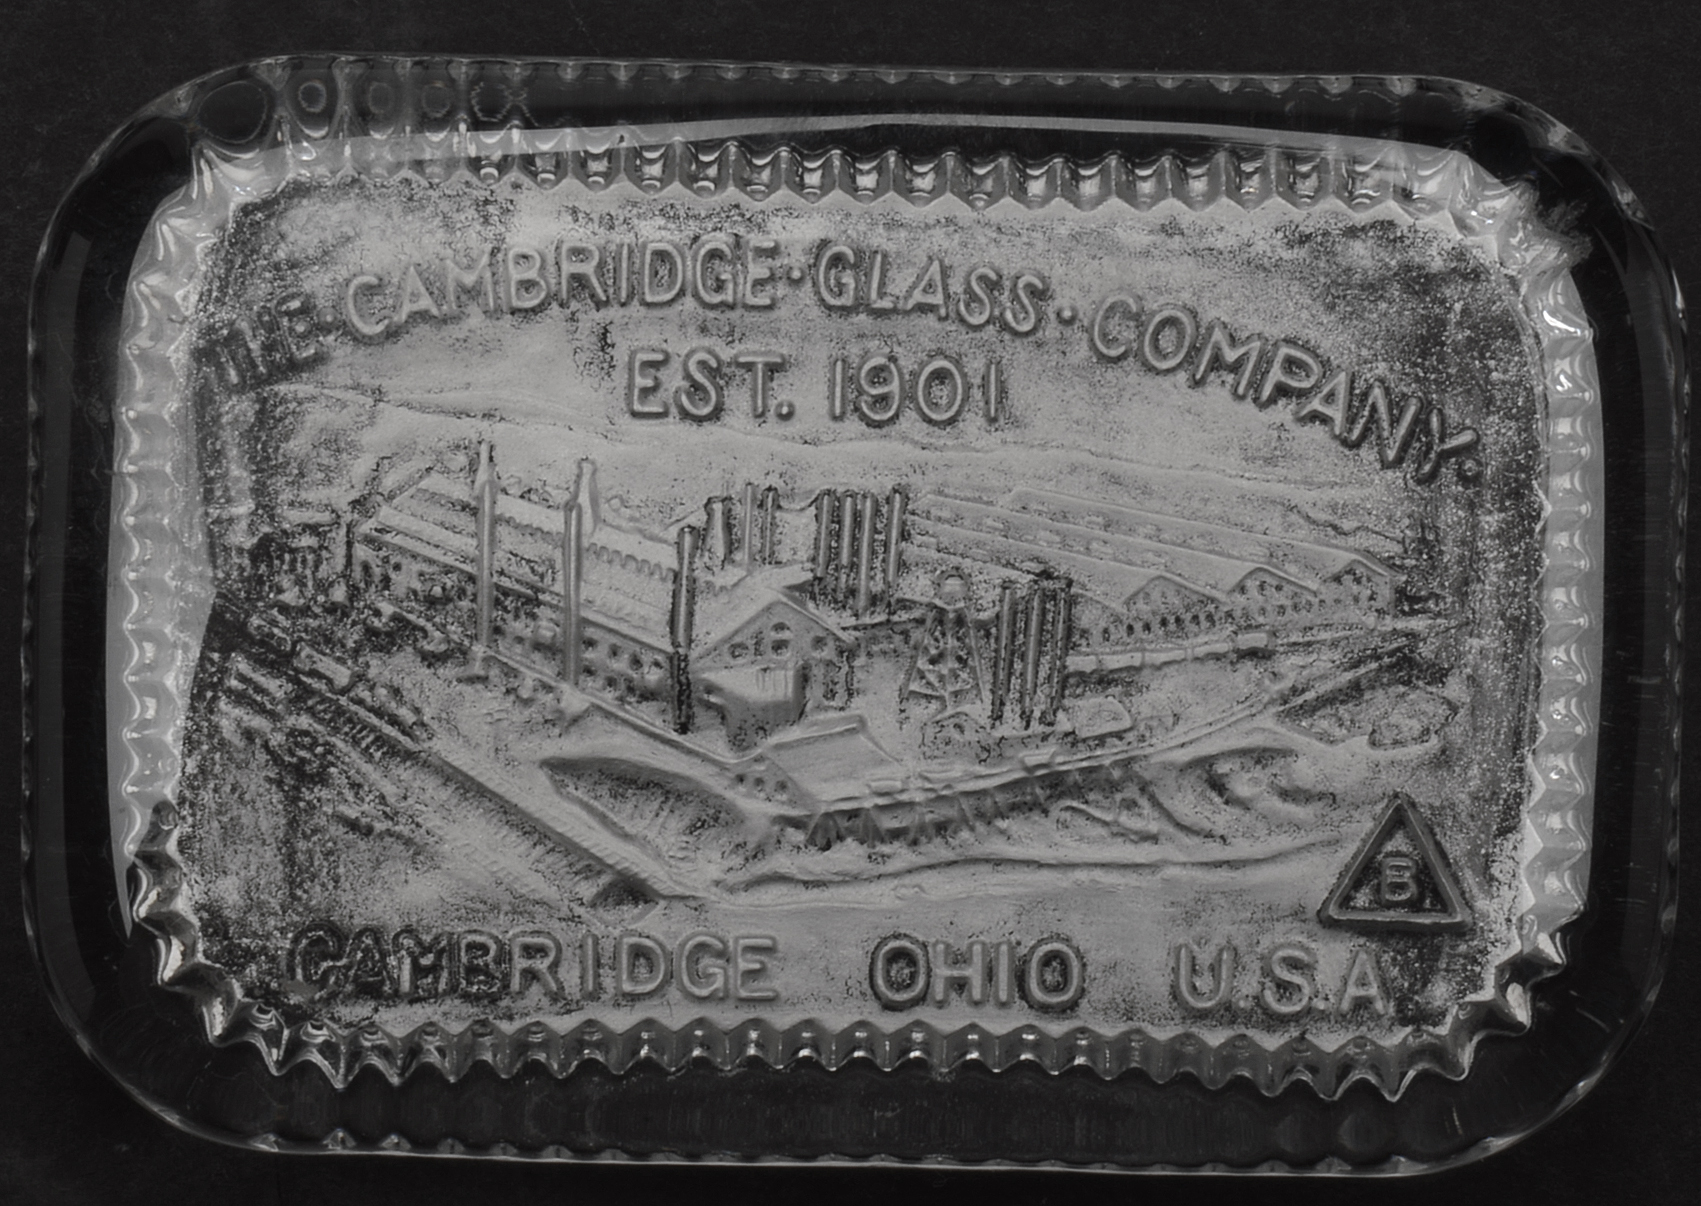 THE·CAMBRIDGE·GLASS·COMPANY·
EST. 1901
B
CAMBRIDGE OHIO U.S.A